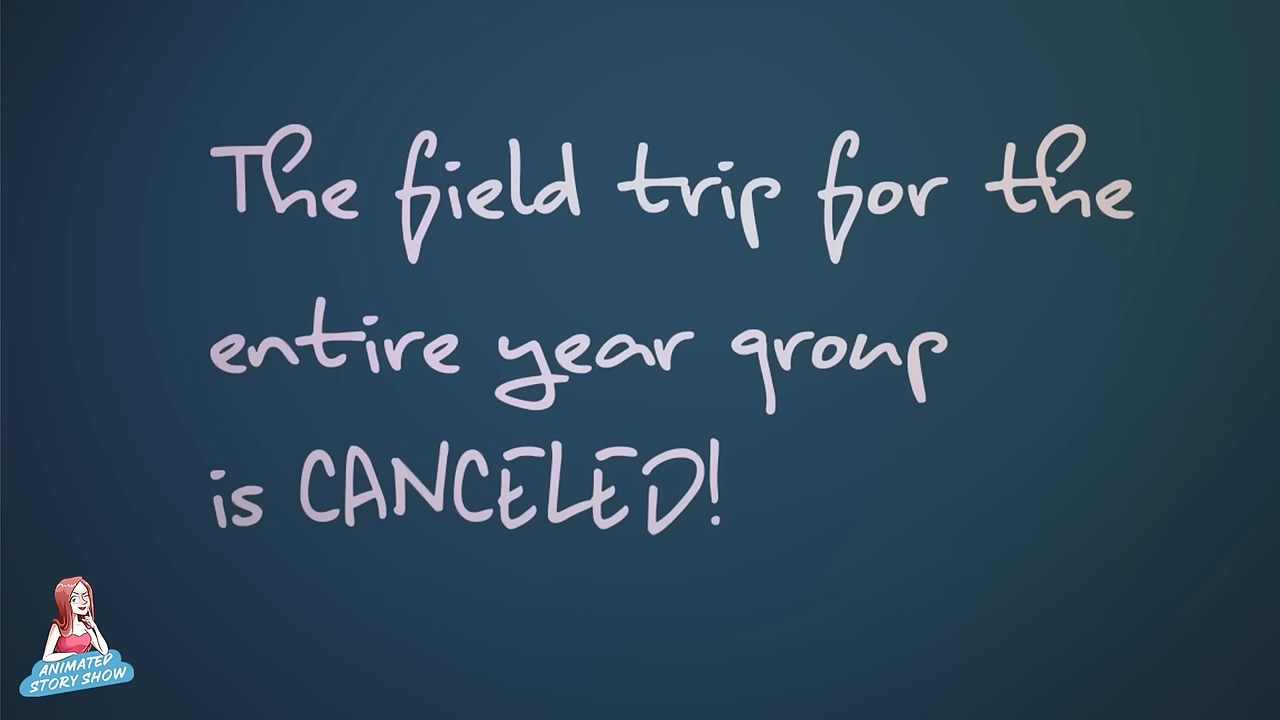 The field trip for the
entire year group
is CANCELED!
ANIMATED
STORY SHOW